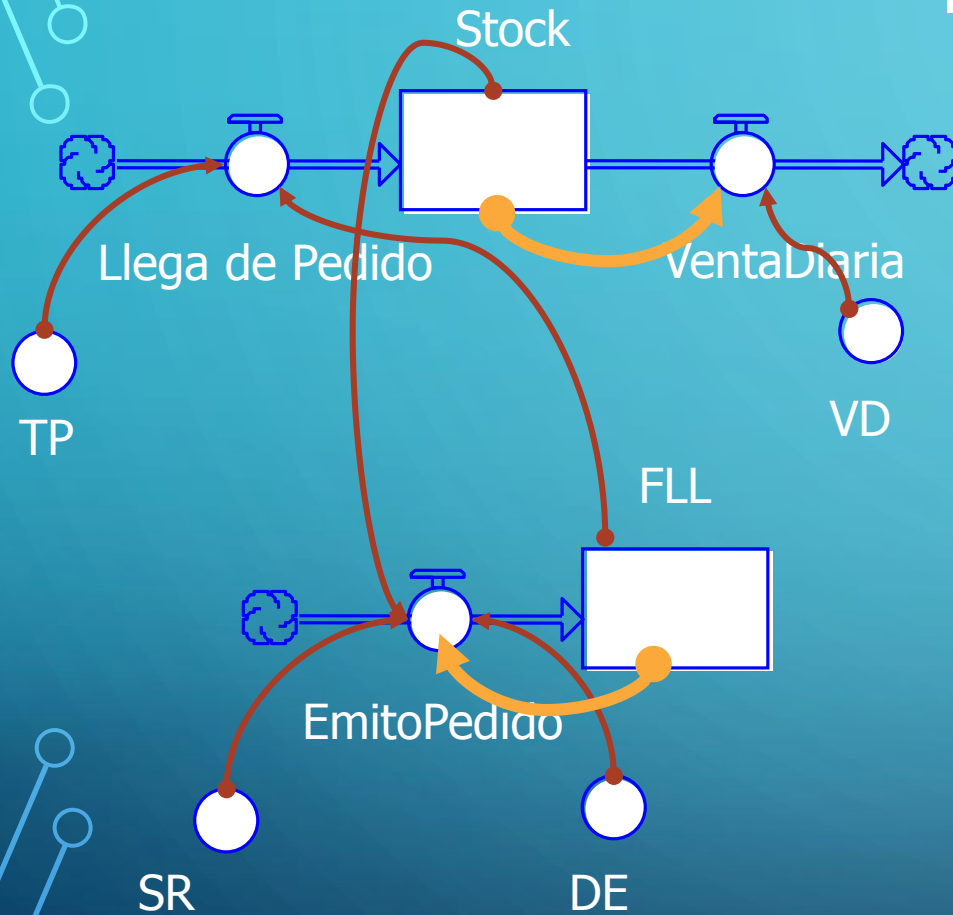 Stock
Llega de Pedido
VentaDiaria
TP
VD
FLL
EmitoPedido
SR
DE